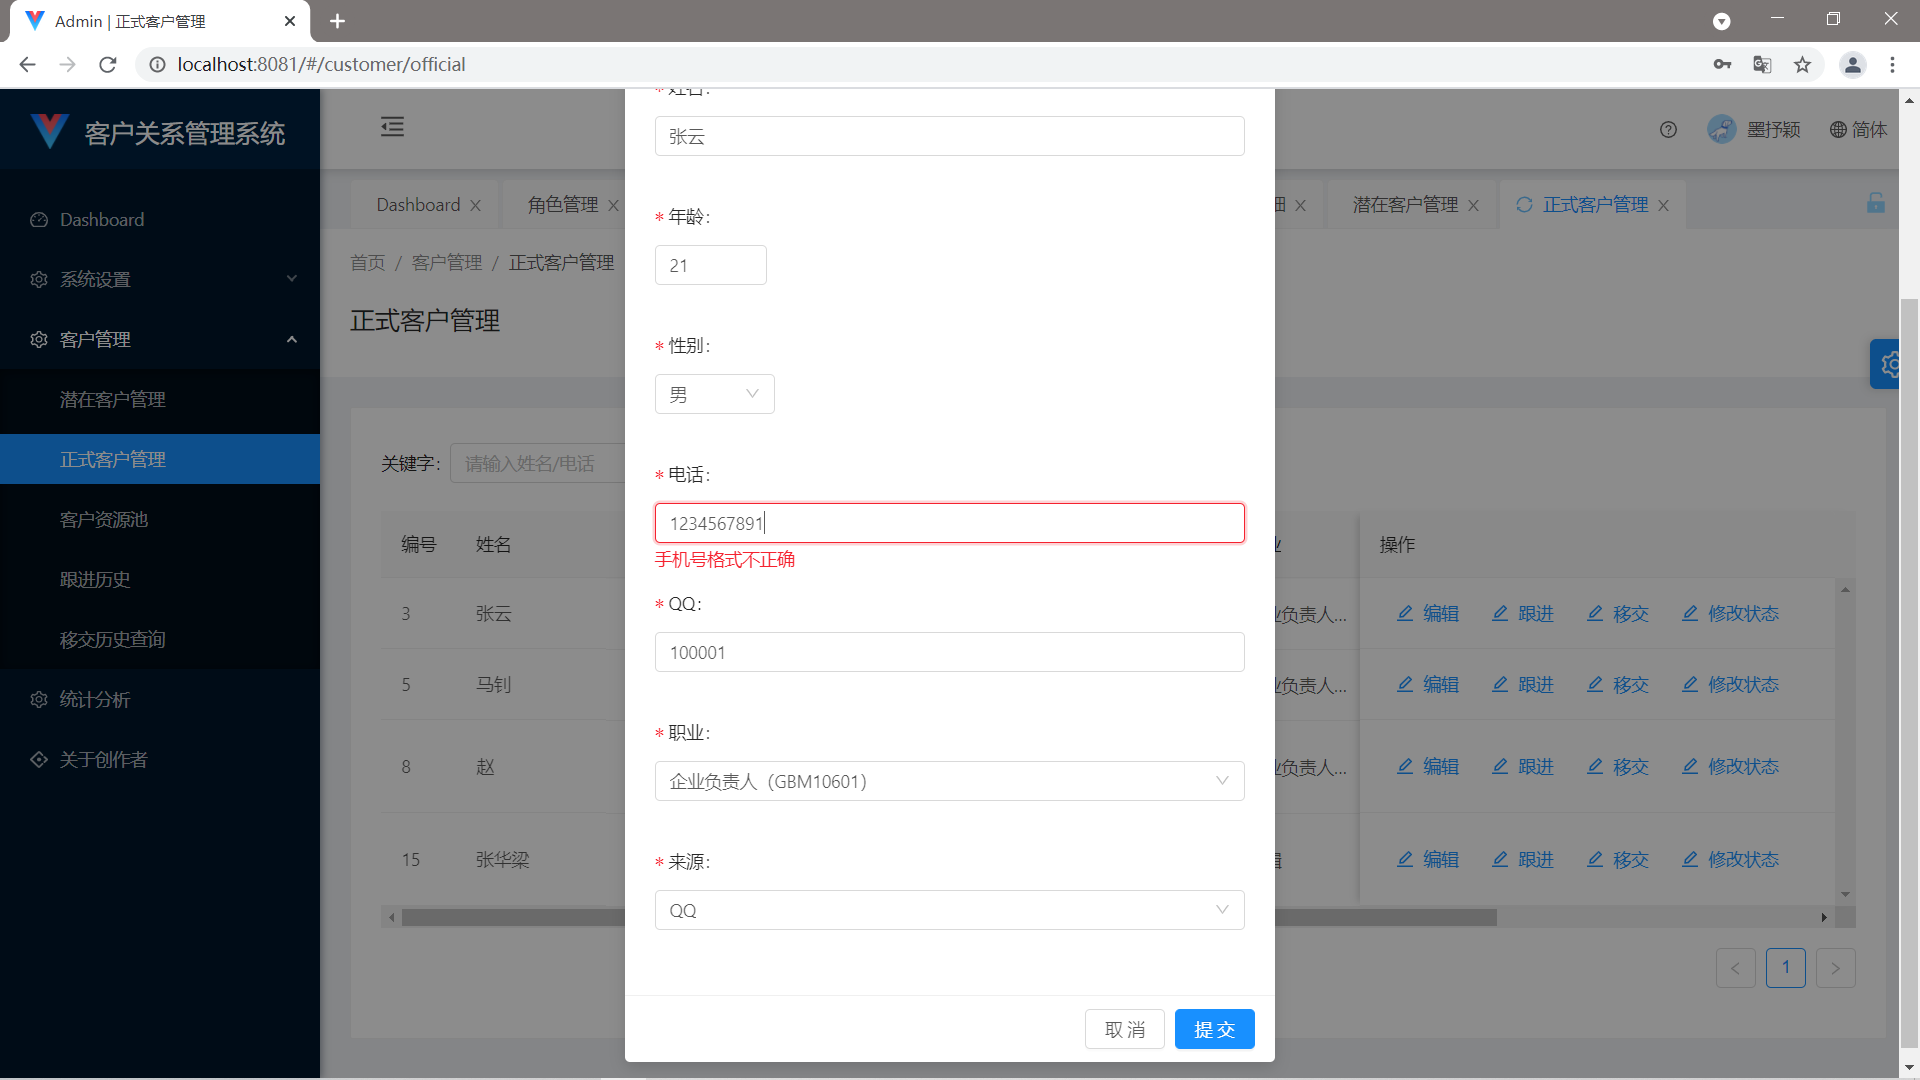 Admin | 正式客户管理
localhost:8081/#/customer/official
客户关系管理系统
Dashboard
系统设置
客户管理
潜在客户管理
正式客户管理
客户资源池
跟进历史
移交历史查询
统计分析
关于创作者
墨抒颖
简体
Dashboard
角色管理
细
潜在客户管理
正式客户管理
首页 / 客户管理 / 正式客户管理
正式客户管理
关键字:
请输入姓名/电话
编号 姓名 操作
3 张云 负责人... 编辑 跟进 移交 修改状态
5 马钊 负责人... 编辑 跟进 移交 修改状态
8 赵 负责人... 编辑 跟进 移交 修改状态
15 张华梁 编辑 跟进 移交 修改状态
1
* 姓名:
张云
* 年龄:
21
* 性别:
男
* 电话:
1234567891
手机号格式不正确
* QQ:
100001
* 职业:
企业负责人（GBM10601）
* 来源:
QQ
取 消
提 交